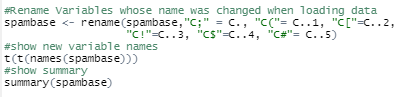 #Rename Variables whose name was changed when loading data
spambase <- rename(spambase,"C;" = C., "C("= C..1, "C["=C..2,
"C!"=C..3, "C$"=C..4, "C#"= C..5)
#show new variable names
t(t(names(spambase)))
#show summary
summary(spambase)